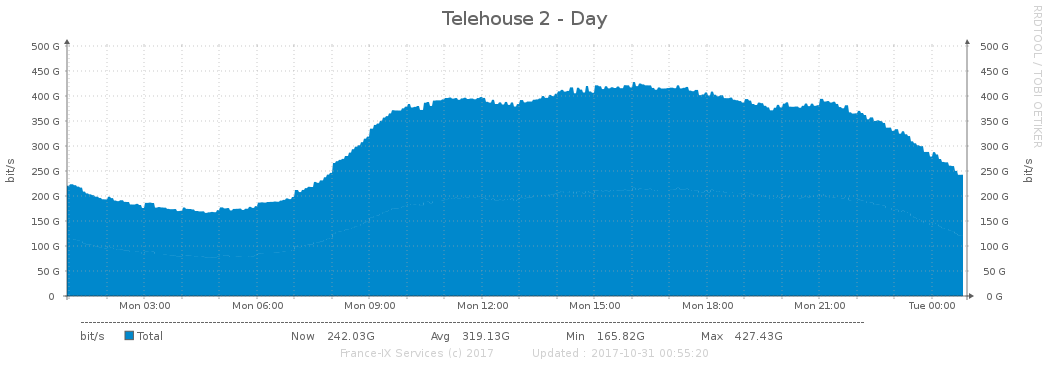 Telehouse 2 - Day
RRDTOOL / TOBI OETIKER
bit/s
500 G 500 G
450 G 450 G
400 G 400 G
350 G 350 G
300 G 300 G
250 G 250 G
200 G 200 G
150 G 150 G
100 G 100 G
50 G 50 G
0 0 G
bit/s
Mon 03:00 Mon 06:00 Mon 09:00 Mon 12:00 Mon 15:00 Mon 18:00 Mon 21:00 Tue 00:00
bit/s Total Now 242.03G Avg 319.13G Min 165.82G Max 427.43G
France-IX Services (c) 2017 Updated : 2017-10-31 00:55:20